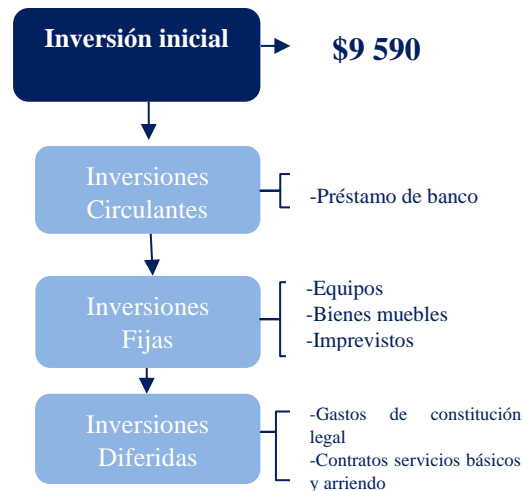 Inversión inicial
$9 590
Inversiones
Circulantes
-Préstamo de banco
Inversiones
Fijas
-Equipos
-Bienes muebles
-Imprevistos
Inversiones
Diferidas
-Gastos de constitución
legal
-Contratos servicios básicos
y arriendo